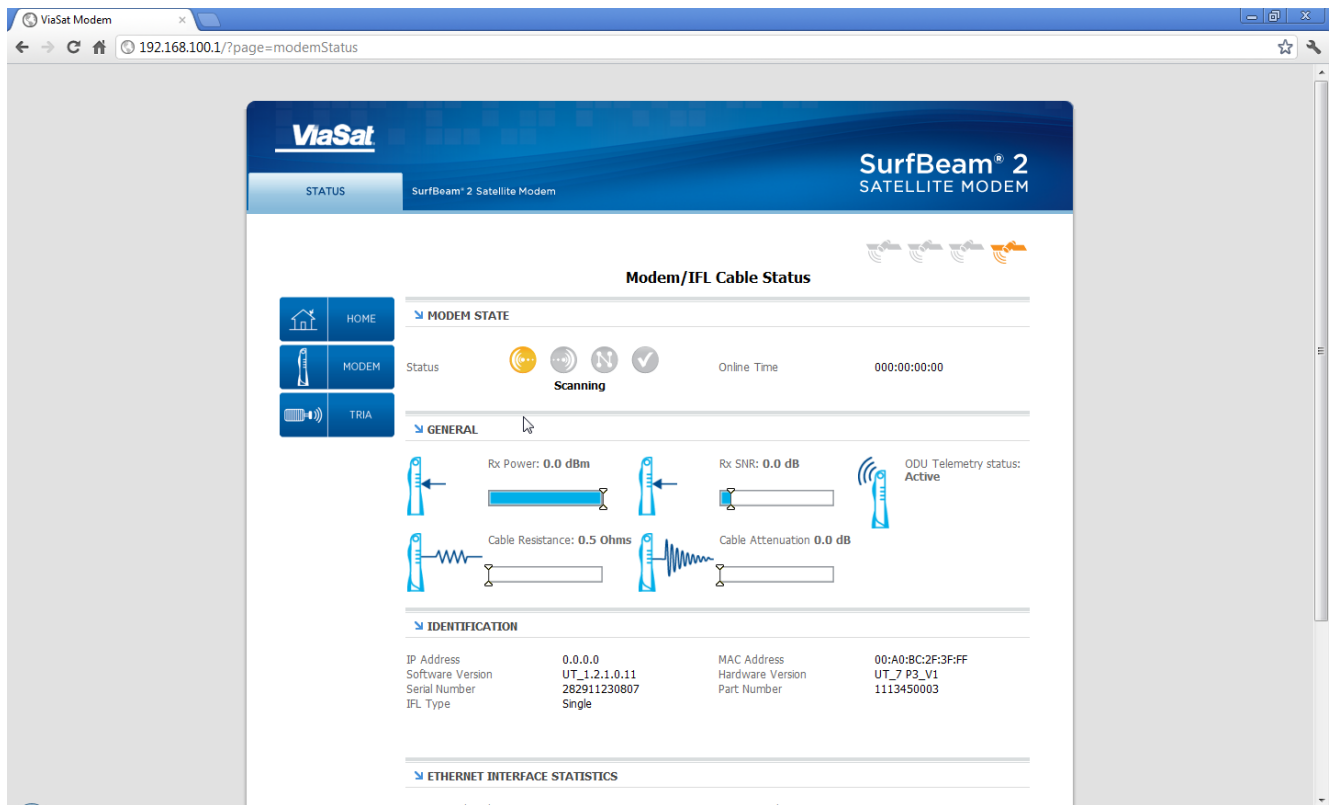 ViaSat Modem
192.168.100.1/?page=modemStatus
ViaSat
SurfBeam® 2
SATELLITE MODEM
STATUS
SurfBeam® 2 Satellite Modem
Modem/IFL Cable Status
HOME
MODEM
TRIA
MODEM STATE
Status
Scanning
Online Time 000:00:00:00
GENERAL
Rx Power: 0.0 dBm
Rx SNR: 0.0 dB
ODU Telemetry status:
Active
Cable Resistance: 0.5 Ohms
Cable Attenuation 0.0 dB
IDENTIFICATION
IP Address 0.0.0.0 MAC Address 00:A0:BC:2F:3F:FF
Software Version UT_1.2.1.0.11 Hardware Version UT_7 P3_V1
Serial Number 282911230807 Part Number 1113450003
IFL Type Single
ETHERNET INTERFACE STATISTICS